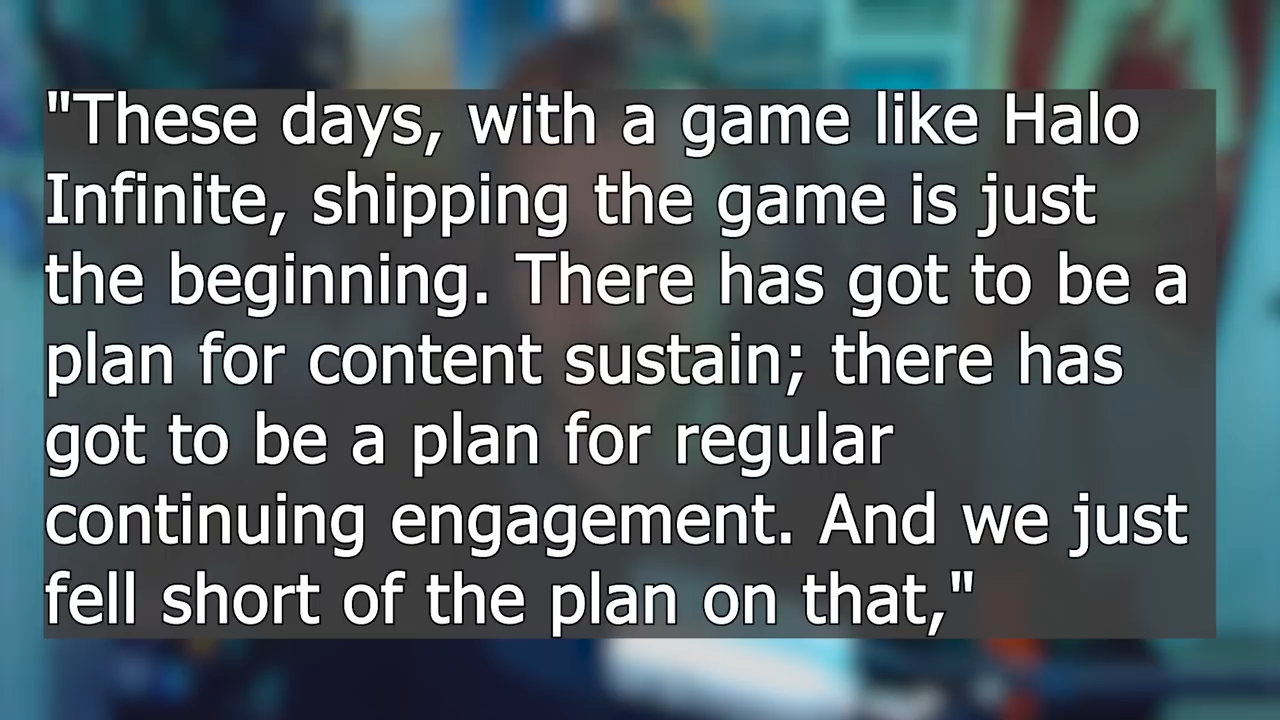 "These days, with a game like Halo
Infinite, shipping the game is just
the beginning. There has got to be a
plan for content sustain; there has
got to be a plan for regular
continuing engagement. And we just
fell short of the plan on that,"